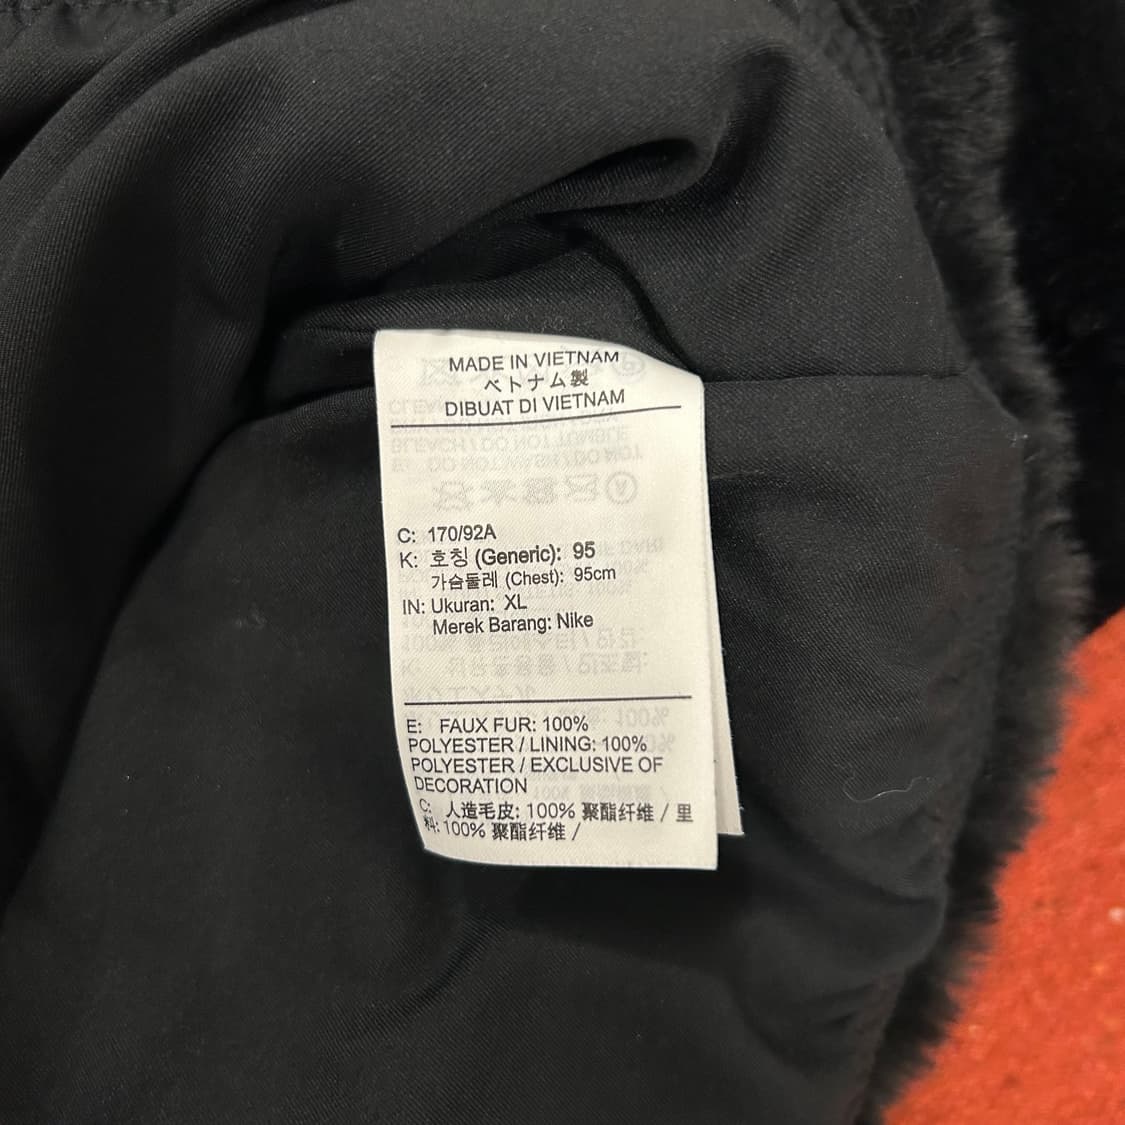 MADE IN VIETNAM
ベトナム製
DIBUAT DI VIETNAM
C: 170/92A
K: 호칭 (Generic): 95
가슴둘레 (Chest): 95cm
IN: Ukuran: XL
Merek Barang: Nike
E: FAUX FUR: 100%
POLYESTER / LINING: 100%
POLYESTER / EXCLUSIVE OF
DECORATION
C: 人造毛皮: 100% 聚酯纤维 / 里
料: 100% 聚酯纤维 /